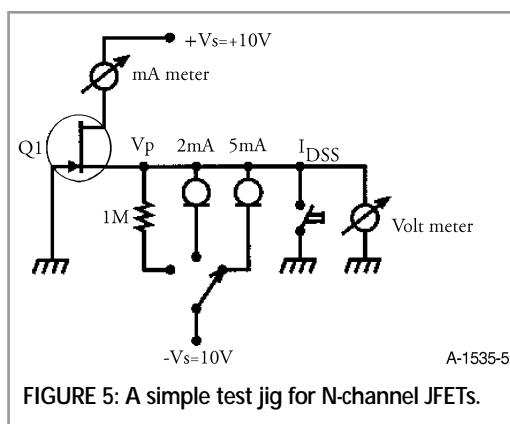 +Vs=+10V
mA meter
Q1
Vp 2mA 5mA IDSS
1M
Volt meter
-Vs=10V
A-1535-5
FIGURE 5: A simple test jig for N-channel JFETs.